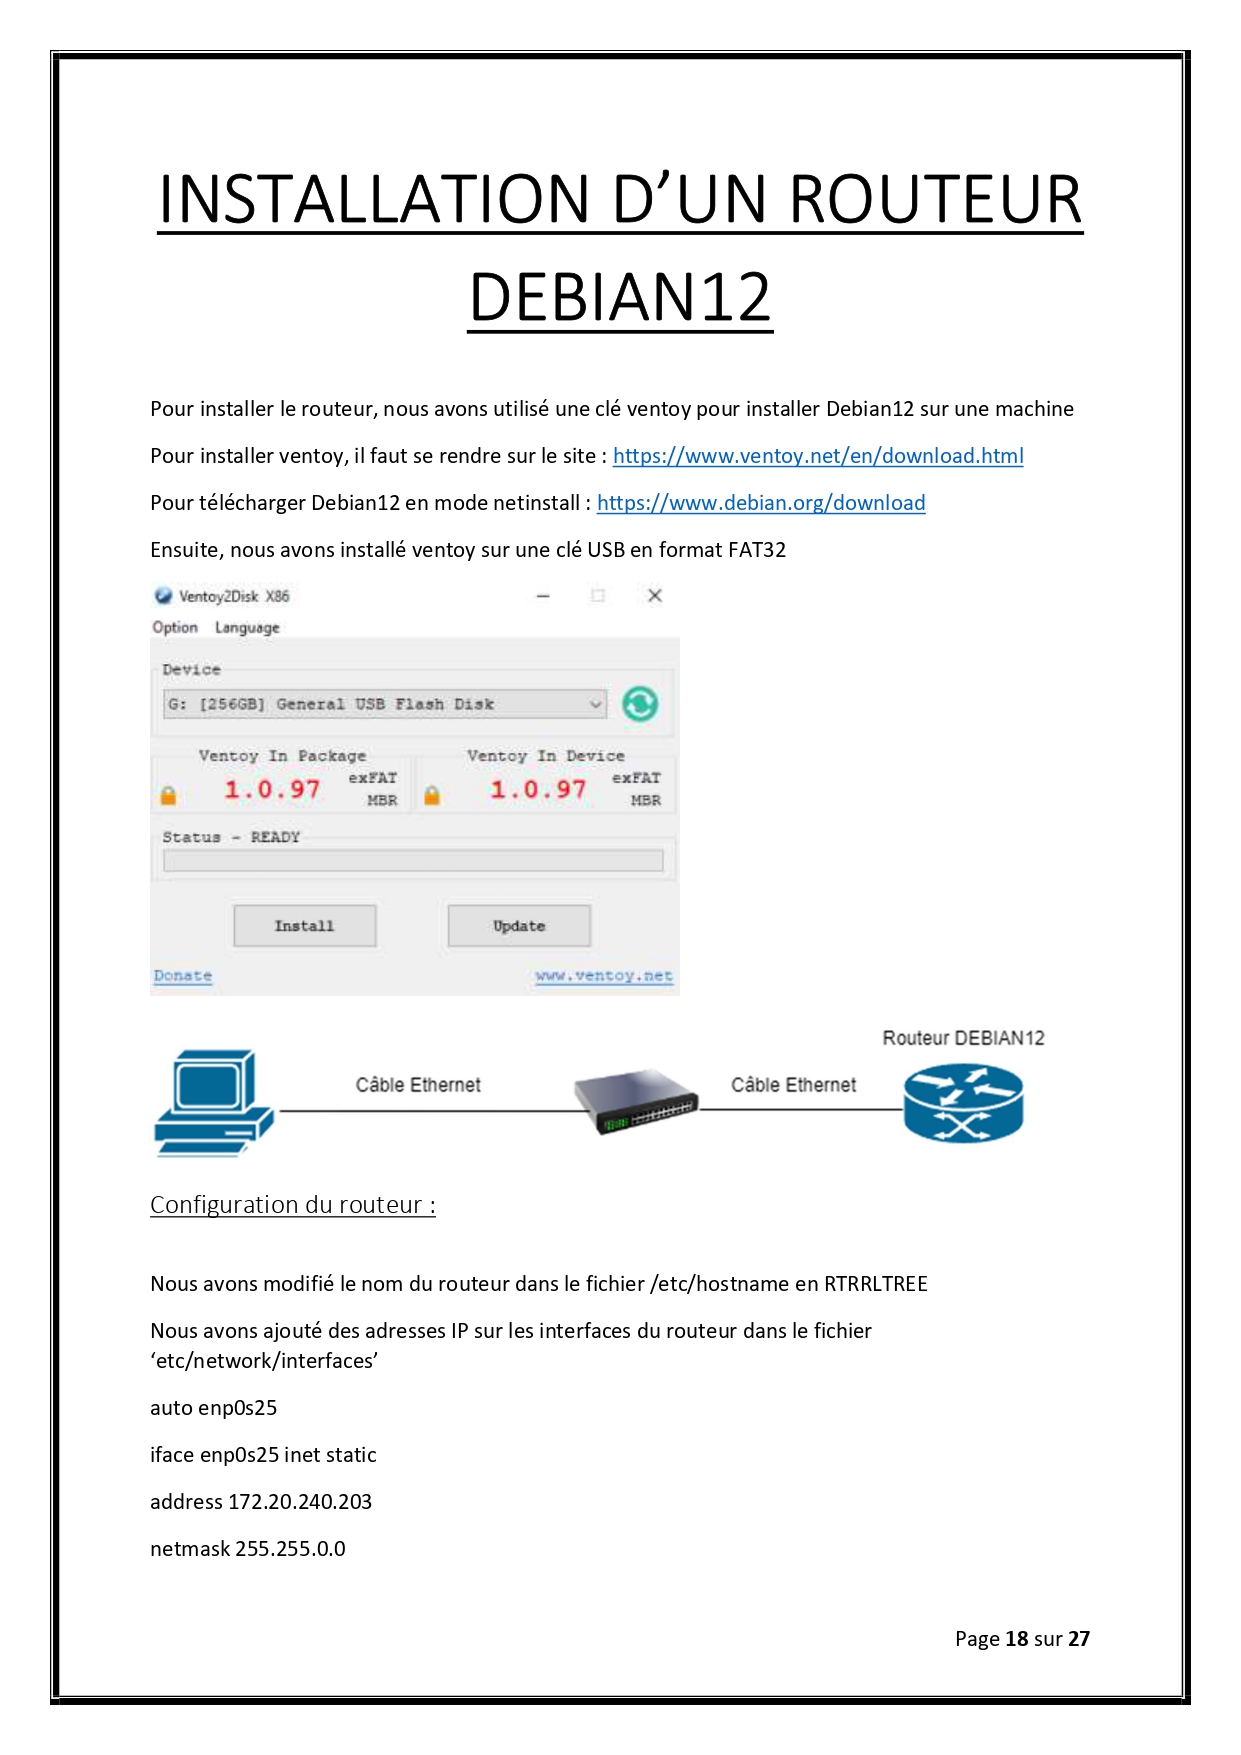 INSTALLATION D’UN ROUTEUR
DEBIAN12
Pour installer le routeur, nous avons utilisé une clé ventoy pour installer Debian12 sur une machine
Pour installer ventoy, il faut se rendre sur le site : https://www.ventoy.net/en/download.html
Pour télécharger Debian12 en mode netinstall : https://www.debian.org/download
Ensuite, nous avons installé ventoy sur une clé USB en format FAT32
Ventoy2Disk X86
Option Language
Device
G: [256GB] General USB Flash Disk
Ventoy In Package Ventoy In Device
1.0.97 exFAT MBR 1.0.97 exFAT MBR
Status - READY
Install Update
Donate www.ventoy.net
Routeur DEBIAN12
Câble Ethernet Câble Ethernet
Configuration du routeur :
Nous avons modifié le nom du routeur dans le fichier /etc/hostname en RTRRLTREE
Nous avons ajouté des adresses IP sur les interfaces du routeur dans le fichier
‘etc/network/interfaces’
auto enp0s25
iface enp0s25 inet static
address 172.20.240.203
netmask 255.255.0.0
Page 18 sur 27